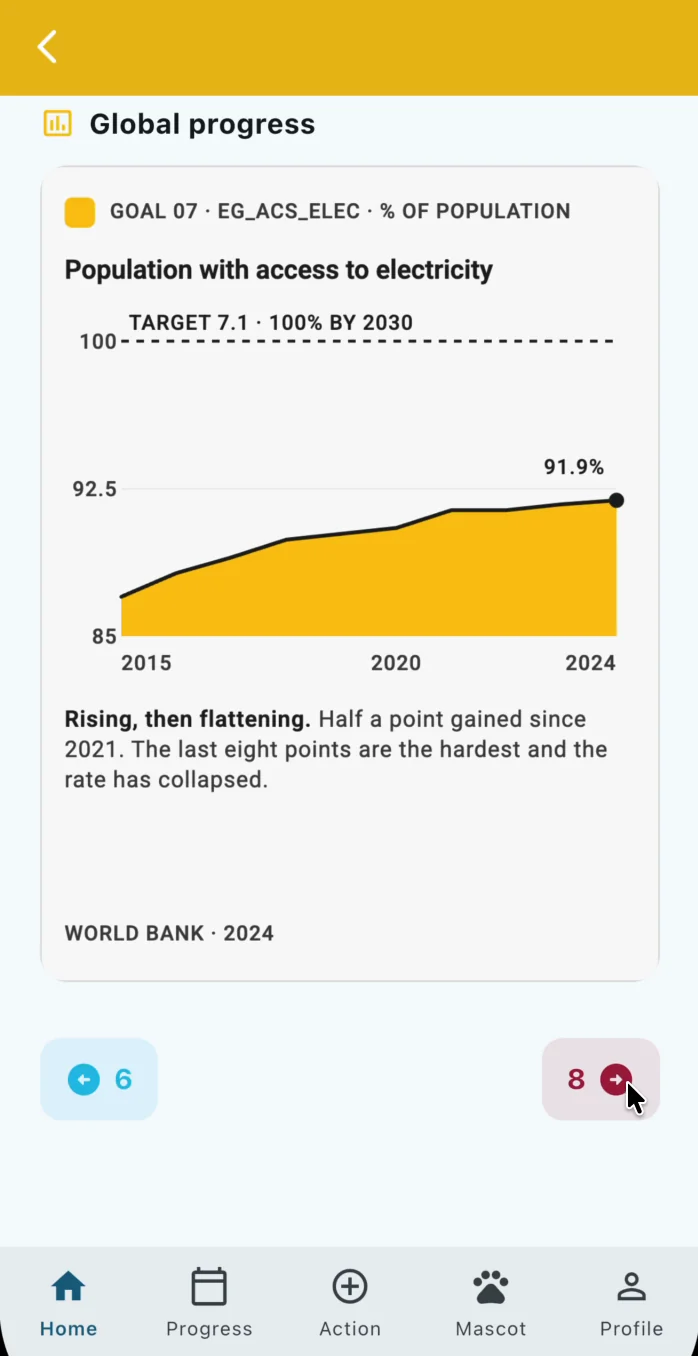 Global progress
GOAL 07 · EG_ACS_ELEC · % OF POPULATION
Population with access to electricity
TARGET 7.1 · 100% BY 2030
100
91.9%
92.5
85
2015 2020 2024
Rising, then flattening. Half a point gained since
2021. The last eight points are the hardest and the
rate has collapsed.
WORLD BANK · 2024
6 8
Home Progress Action Mascot Profile